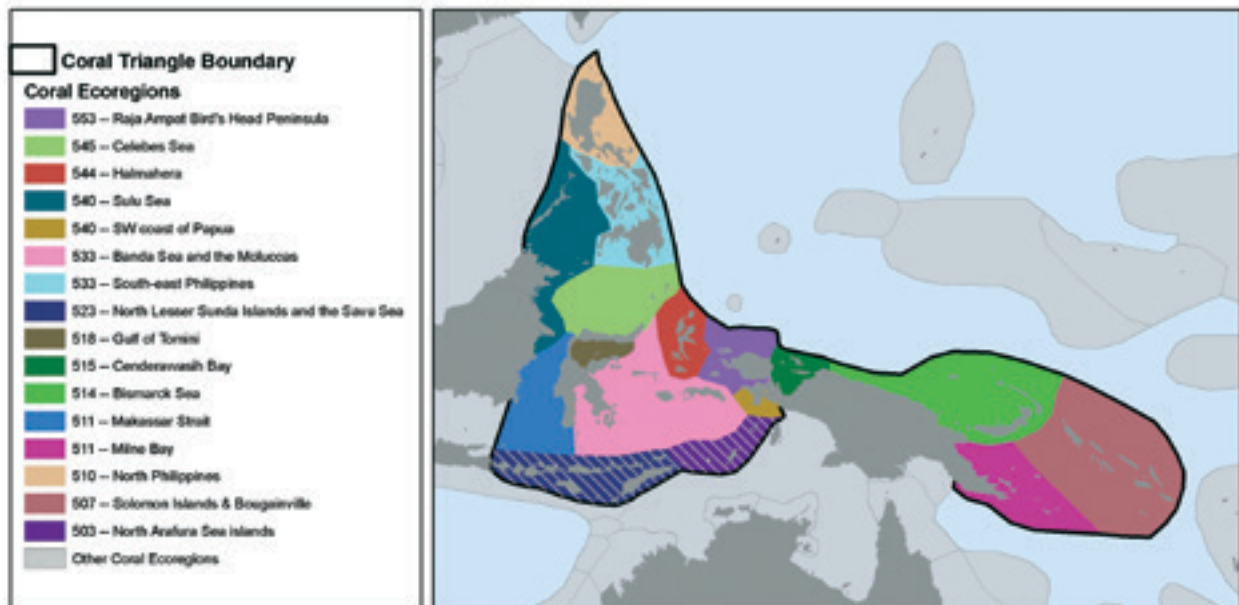 Coral Triangle Boundary
Coral Ecoregions
553 -- Raja Ampat Bird's Head Peninsula
545 -- Celebes Sea
544 -- Halmahera
540 -- Sulu Sea
540 -- SW coast of Papua
533 -- Banda Sea and the Moluccas
533 -- South-east Philippines
523 -- North Lesser Sunda Islands and the Savu Sea
518 -- Gulf of Tomini
515 -- Cenderawasih Bay
514 -- Bismarck Sea
511 -- Makassar Strait
511 -- Milne Bay
510 -- North Philippines
507 -- Solomon Islands & Bougainville
503 -- North Arafura Sea islands
Other Coral Ecoregions